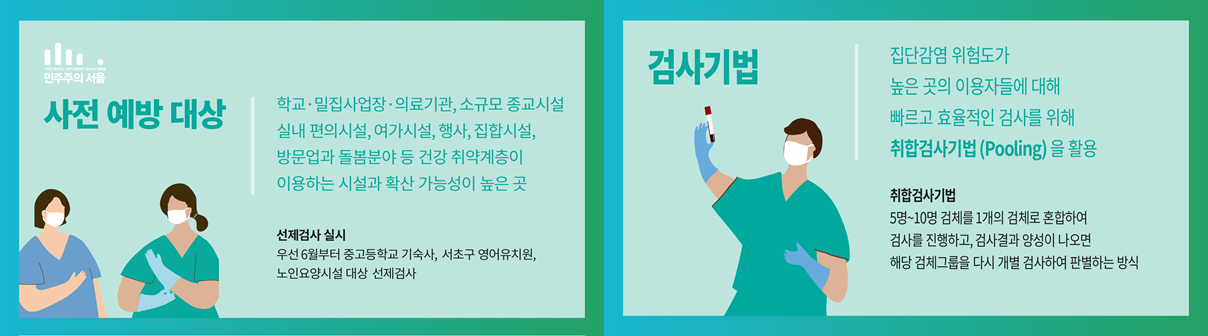 민주주의 서울
사전 예방 대상
학교·밀집사업장·의료기관, 소규모 종교시설
실내 편의시설, 여가시설, 행사, 집합시설,
방문업과 돌봄분야 등 건강 취약계층이
이용하는 시설과 확산 가능성이 높은 곳
선제검사 실시
우선 6월부터 중고등학교 기숙사, 서초구 영어유치원,
노인요양시설 대상 선제검사
검사기법
집단감염 위험도가
높은 곳의 이용자들에 대해
빠르고 효율적인 검사를 위해
취합검사기법 (Pooling) 을 활용
취합검사기법
5명~10명 검체를 1개의 검체로 혼합하여
검사를 진행하고, 검사결과 양성이 나오면
해당 검체그룹을 다시 개별 검사하여 판별하는 방식